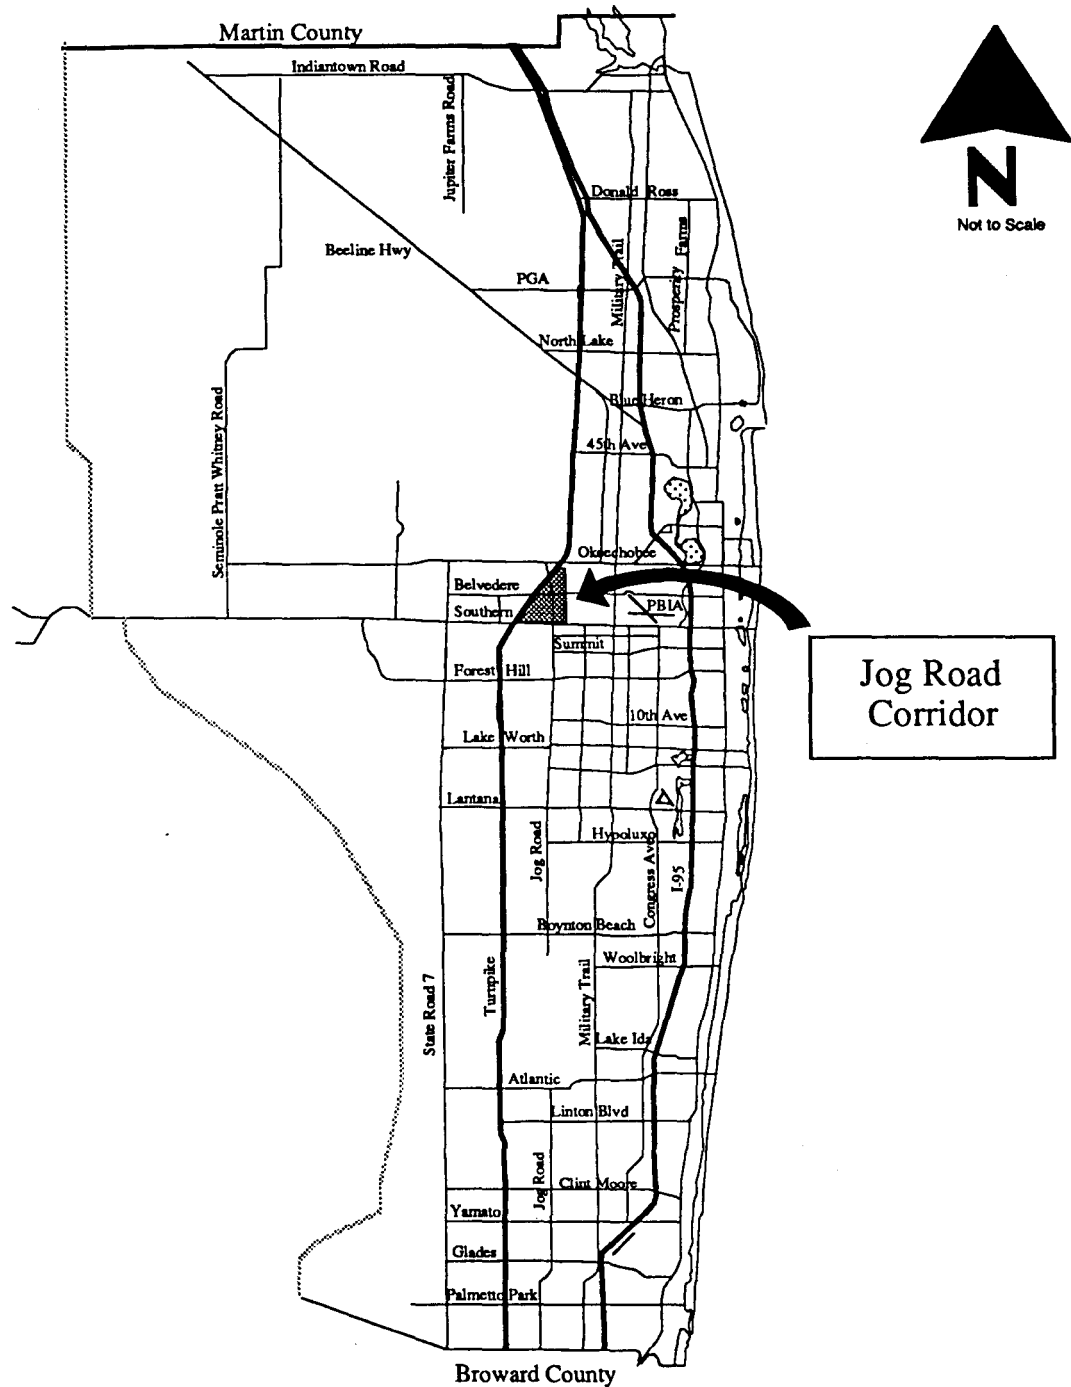 Martin County
Indiantown Road
Jupiter Farms Road
N
Not to Scale
Donald Ross
Beeline Hwy
Military Trail
Prosperity Farms
PGA
North Lake
Blue Heron
Seminole Pratt Whitney Road
45th Ave
Okeechobee
Belvedere
Southern
PBIA
Summit
Forest Hill
Jog Road
Corridor
10th Ave
Lake Worth
Lantana
Hypoluxo
Jog Road
Congress Ave
I-95
Boynton Beach
Woolbright
State Road 7
Turnpike
Military Trail
Lake Ida
Atlantic
Linton Blvd
Jog Road
Clint Moore
Yamato
Glades
Palmetto Park
Broward County